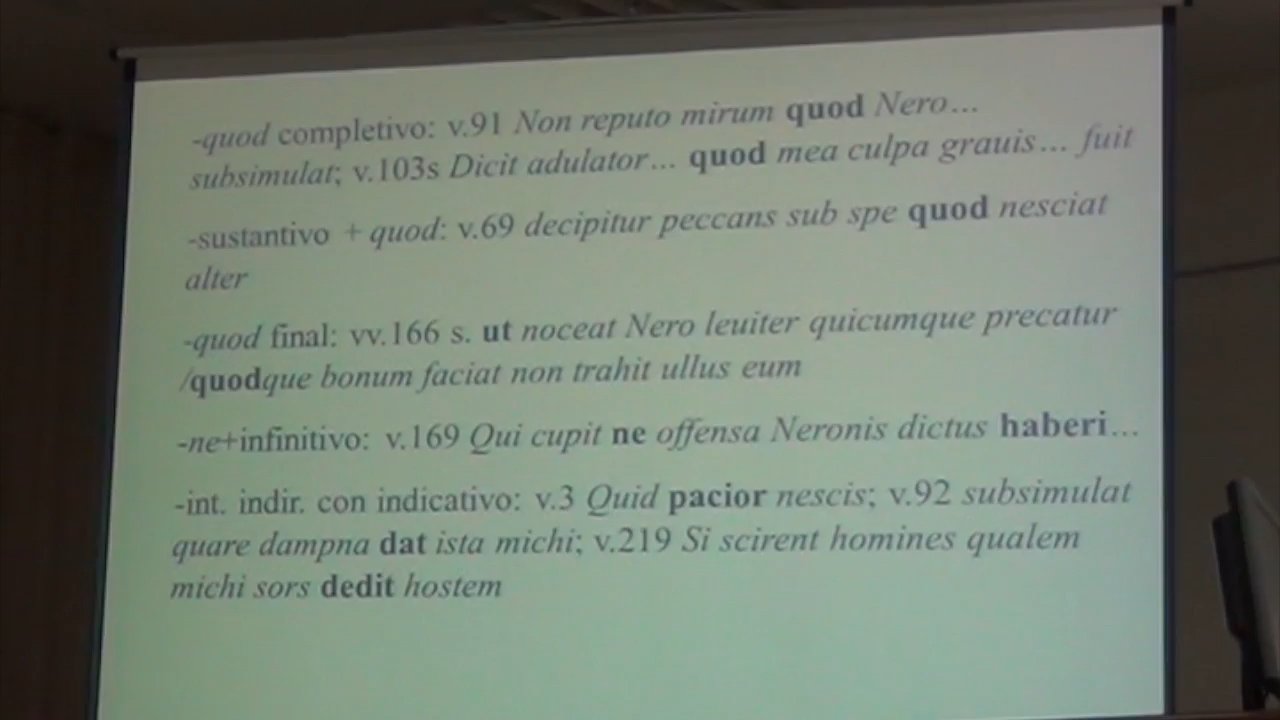 -quod completivo: v.91 Non reputo mirum quod Nero…
subsimulat; v.103s Dicit adulator… quod mea culpa grauis… fuit
-sustantivo + quod: v.69 decipitur peccans sub spe quod nesciat
alter
-quod final: vv.166 s. ut noceat Nero leuiter quicumque precatur
/quodque bonum faciat non trahit ullus eum
-ne+infinitivo: v.169 Qui cupit ne offensa Neronis dictus haberi…
-int. indir. con indicativo: v.3 Quid pacior nescis; v.92 subsimulat
quare dampna dat ista michi; v.219 Si scirent homines qualem
michi sors dedit hostem